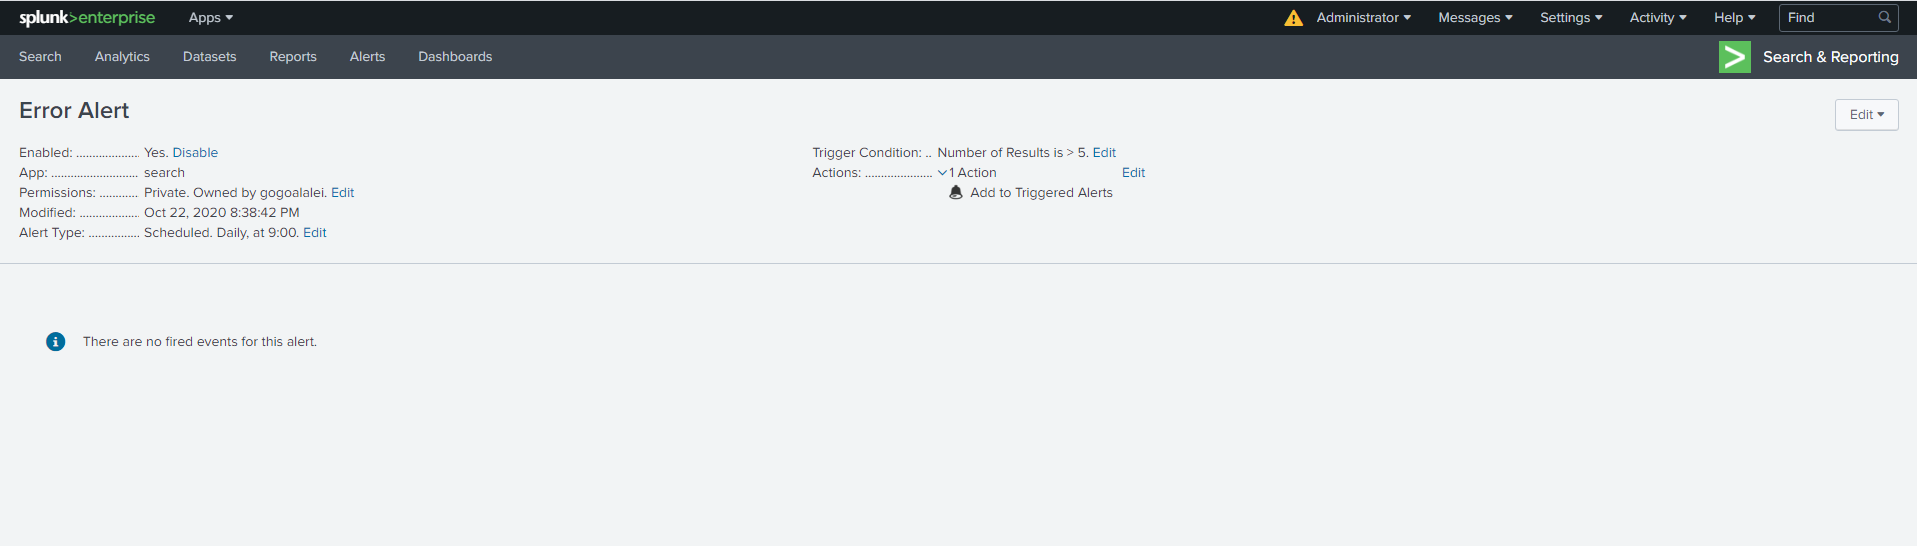 splunk>enterprise Apps Administrator Messages Settings Activity Help Find
Search Analytics Datasets Reports Alerts Dashboards Search & Reporting
Error Alert
Edit
Enabled: ................... Yes. Disable
App: ........................... search
Permissions: ............ Private. Owned by gogoalalei. Edit
Modified: .................. Oct 22, 2020 8:38:42 PM
Alert Type: ................ Scheduled. Daily, at 9:00. Edit
Trigger Condition: .. Number of Results is > 5. Edit
Actions: ..................... 1 Action Edit
Add to Triggered Alerts
There are no fired events for this alert.